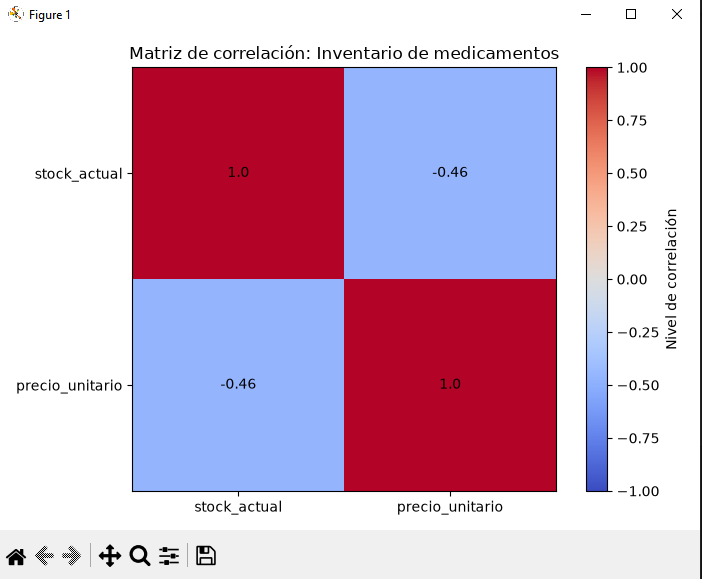 Figure 1
Matriz de correlación: Inventario de medicamentos
stock_actual
precio_unitario
1.0
-0.46
-0.46
1.0
stock_actual
precio_unitario
1.00
0.75
0.50
0.25
0.00
−0.25
−0.50
−0.75
−1.00
Nivel de correlación